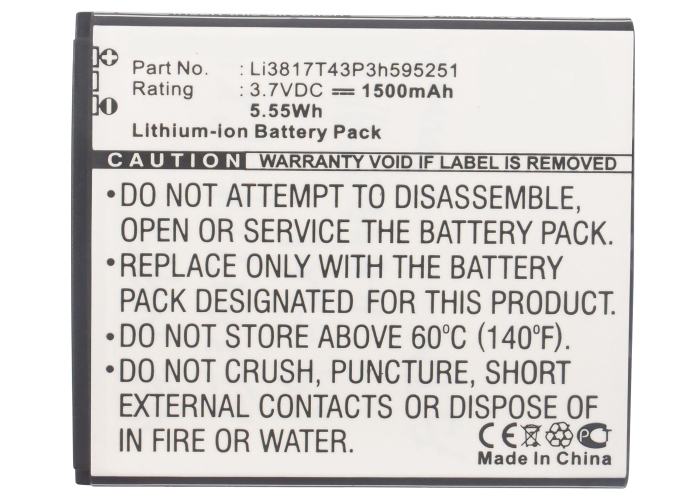 Part No. : Li3817T43P3h595251
Rating : 3.7VDC 1500mAh
5.55Wh
Lithium-ion Battery Pack
CAUTION WARRANTY VOID IF LABEL IS REMOVED
•DO NOT ATTEMPT TO DISASSEMBLE,
OPEN OR SERVICE THE BATTERY PACK.
•REPLACE ONLY WITH THE BATTERY
PACK DESIGNATED FOR THIS PRODUCT.
•DO NOT STORE ABOVE 60°C (140°F).
•DO NOT CRUSH, PUNCTURE, SHORT
EXTERNAL CONTACTS OR DISPOSE OF
IN FIRE OR WATER.
CE
Made In China